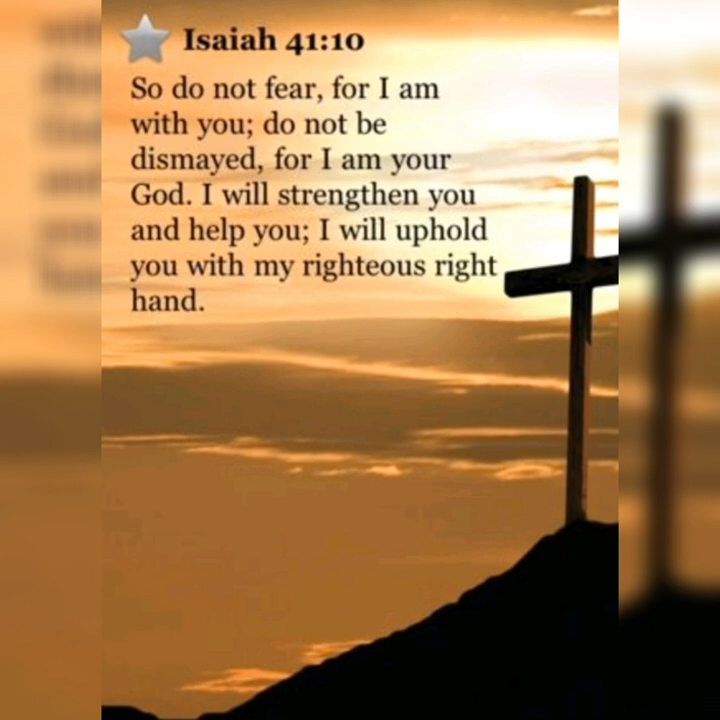 Isaiah 41:10
So do not fear, for I am
with you; do not be
dismayed, for I am your
God. I will strengthen you
and help you; I will uphold
you with my righteous right
hand.